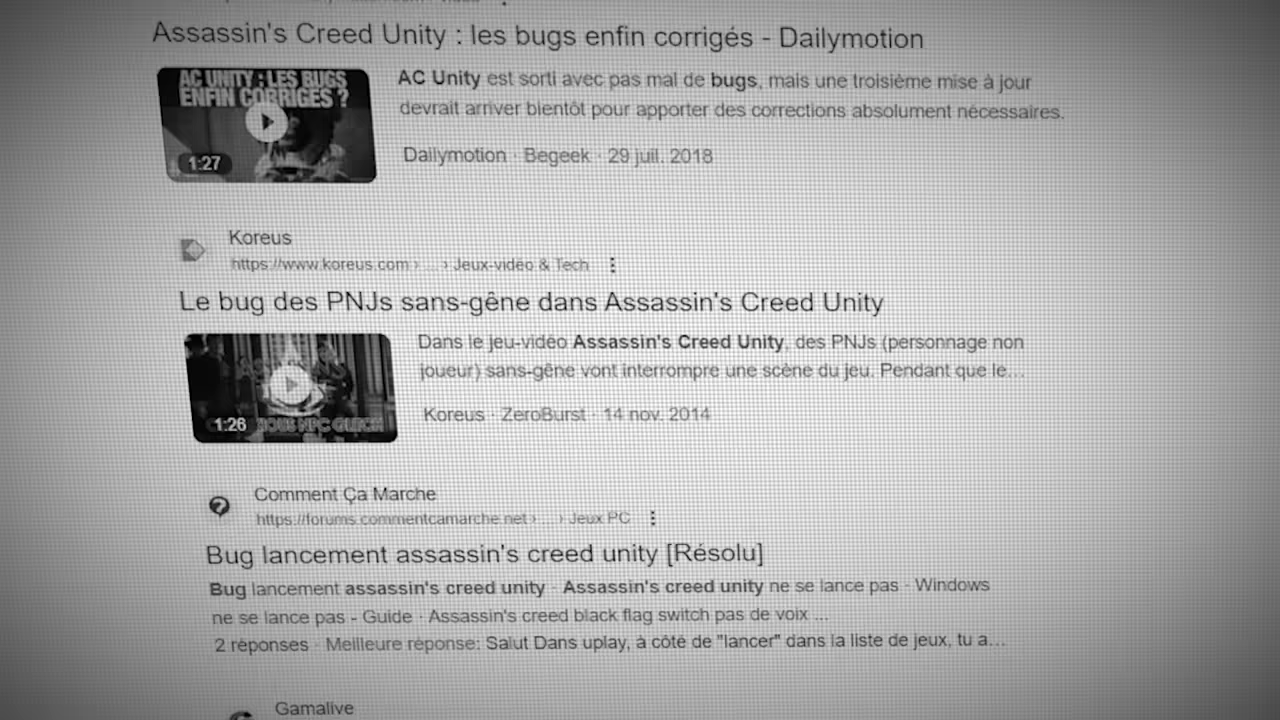 Assassin's Creed Unity : les bugs enfin corrigés - Dailymotion
AC UNITY : LES BUGS
ENFIN CORRIGÉS ?
1:27
AC Unity est sorti avec pas mal de bugs, mais une troisième mise à jour
devrait arriver bientôt pour apporter des corrections absolument nécessaires.
Dailymotion · Begeek · 29 juil. 2018
Koreus
https://www.koreus.com › ... › Jeux-vidéo & Tech
Le bug des PNJs sans-gêne dans Assassin's Creed Unity
1:26
NPC GLITCH
Dans le jeu-vidéo Assassin's Creed Unity, des PNJs (personnage non
joueur) sans-gêne vont interrompre une scène du jeu. Pendant que le...
Koreus · ZeroBurst · 14 nov. 2014
Comment Ça Marche
https://forums.commentcamarche.net › ... › Jeux PC
Bug lancement assassin's creed unity [Résolu]
Bug lancement assassin's creed unity · Assassin's creed unity ne se lance pas · Windows
ne se lance pas - Guide · Assassin's creed black flag switch pas de voix ...
2 réponses · Meilleure réponse: Salut Dans uplay, à côté de "lancer" dans la liste de jeux, tu a...
Gamalive